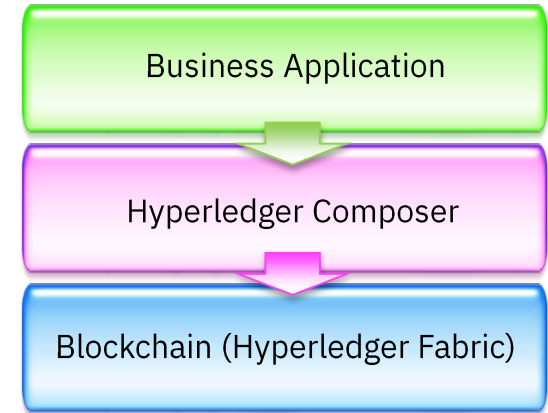 Business Application
Hyperledger Composer
Blockchain (Hyperledger Fabric)